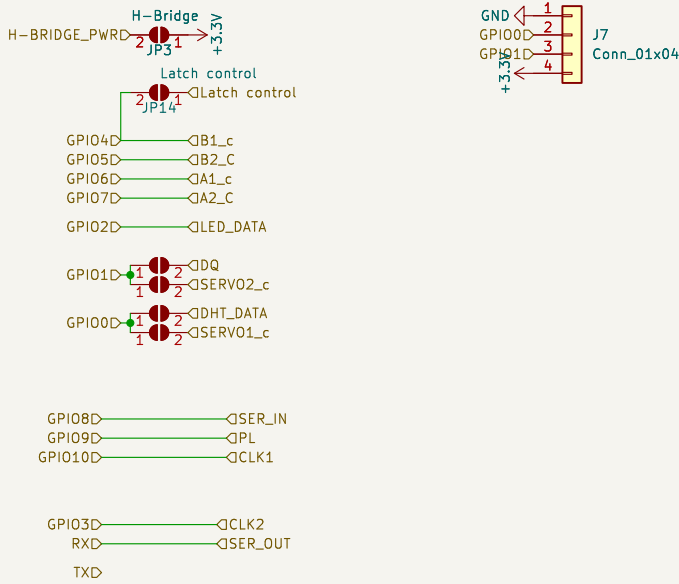 H-Bridge
H-BRIDGE_PWR 2 1 +3.3V
JP3
Latch control
2 1 Latch control
JP14
GPIO4 B1_c
GPIO5 B2_C
GPIO6 A1_c
GPIO7 A2_C
GPIO2 LED_DATA
GPIO1 1 2 DQ
1 2 SERVO2_c
GPIO0 1 2 DHT_DATA
1 2 SERVO1_c
GPIO8 SER_IN
GPIO9 PL
GPIO10 CLK1
GPIO3 CLK2
RX SER_OUT
TX
GND 1
GPIO0 2 J7
GPIO1 3 Conn_01x04
+3.3V 4